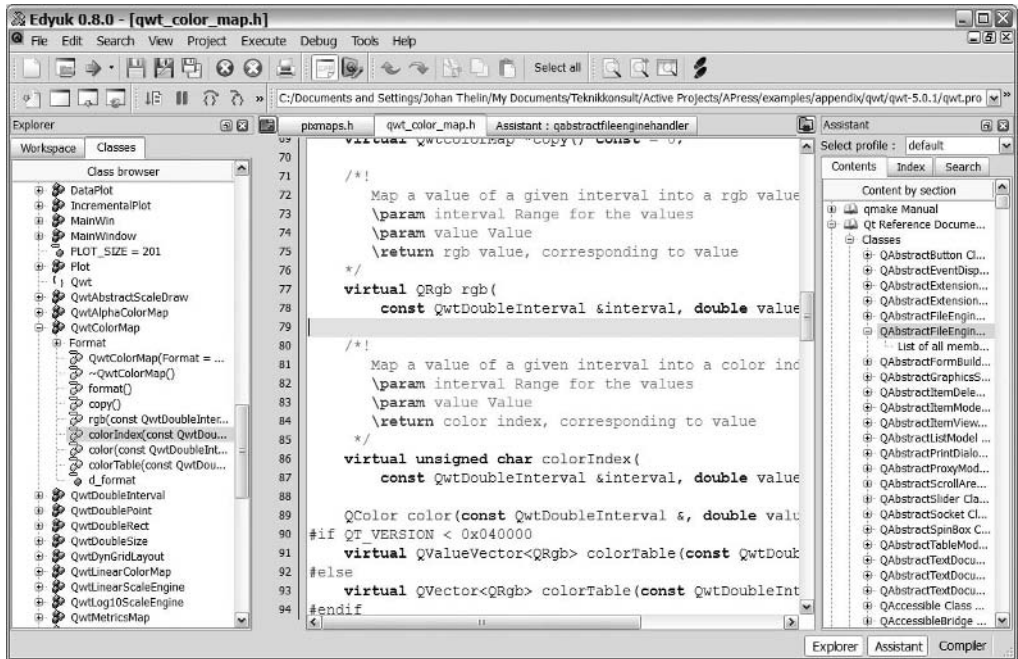 Edyuk 0.8.0 - [qwt_color_map.h]
File Edit Search View Project Execute Debug Tools Help
Select all
C:/Documents and Settings/Johan Thelin/My Documents/Teknikkonsult/Active Projects/APress/examples/appendix/qwt/qwt-5.0.1/qwt.pro
Explorer
Workspace Classes
Class browser
DataPlot
IncrementalPlot
MainWin
MainWindow
PLOT_SIZE = 201
Plot
Qwt
QwtAbstractScaleDraw
QwtAlphaColorMap
QwtColorMap
Format
QwtColorMap(Format = ...
~QwtColorMap()
format()
copy()
rgb(const QwtDoubleInter...
colorIndex(const QwtDou...
color(const QwtDoubleInt...
colorTable(const QwtDou...
d_format
QwtDoubleInterval
QwtDoublePoint
QwtDoubleRect
QwtDoubleSize
QwtDynGridLayout
QwtLinearColorMap
QwtLinearScaleEngine
QwtLog10ScaleEngine
QwtMetricsMap
pixmaps.h qwt_color_map.h Assistant : qabstractfileenginehandler
69 virtual QwtColorMap *copy() const = 0;
70
71 /*!
72 Map a value of a given interval into a rgb value
73 \param interval Range for the values
74 \param value Value
75 \return rgb value, corresponding to value
76 */
77 virtual QRgb rgb(
78 const QwtDoubleInterval &interval, double value
79
80 /*!
81 Map a value of a given interval into a color ind
82 \param interval Range for the values
83 \param value Value
84 \return color index, corresponding to value
85 */
86 virtual unsigned char colorIndex(
87 const QwtDoubleInterval &interval, double value
88
89 QColor color(const QwtDoubleInterval &, double valu
90 #if QT_VERSION < 0x040000
91 virtual QValueVector<QRgb> colorTable(const QwtDoub
92 #else
93 virtual QVector<QRgb> colorTable(const QwtDoubleInt
94 #endif
Assistant
Select profile : default
Contents Index Search
Content by section
qmake Manual
Qt Reference Docume...
Classes
QAbstractButton Cl...
QAbstractEventDisp...
QAbstractExtension...
QAbstractExtension...
QAbstractFileEngin...
QAbstractFileEngin...
List of all memb...
QAbstractFormBuild...
QAbstractGraphicsS...
QAbstractItemDele...
QAbstractItemMode...
QAbstractItemView...
QAbstractListModel ...
QAbstractPrintDialo...
QAbstractProxyMod...
QAbstractScrollAre...
QAbstractSlider Cla...
QAbstractSocket Cl...
QAbstractSpinBox C...
QAbstractTableMod...
QAbstractTextDocu...
QAbstractTextDocu...
QAccessible Class ...
QAccessibleBridge ...
Explorer Assistant Compiler